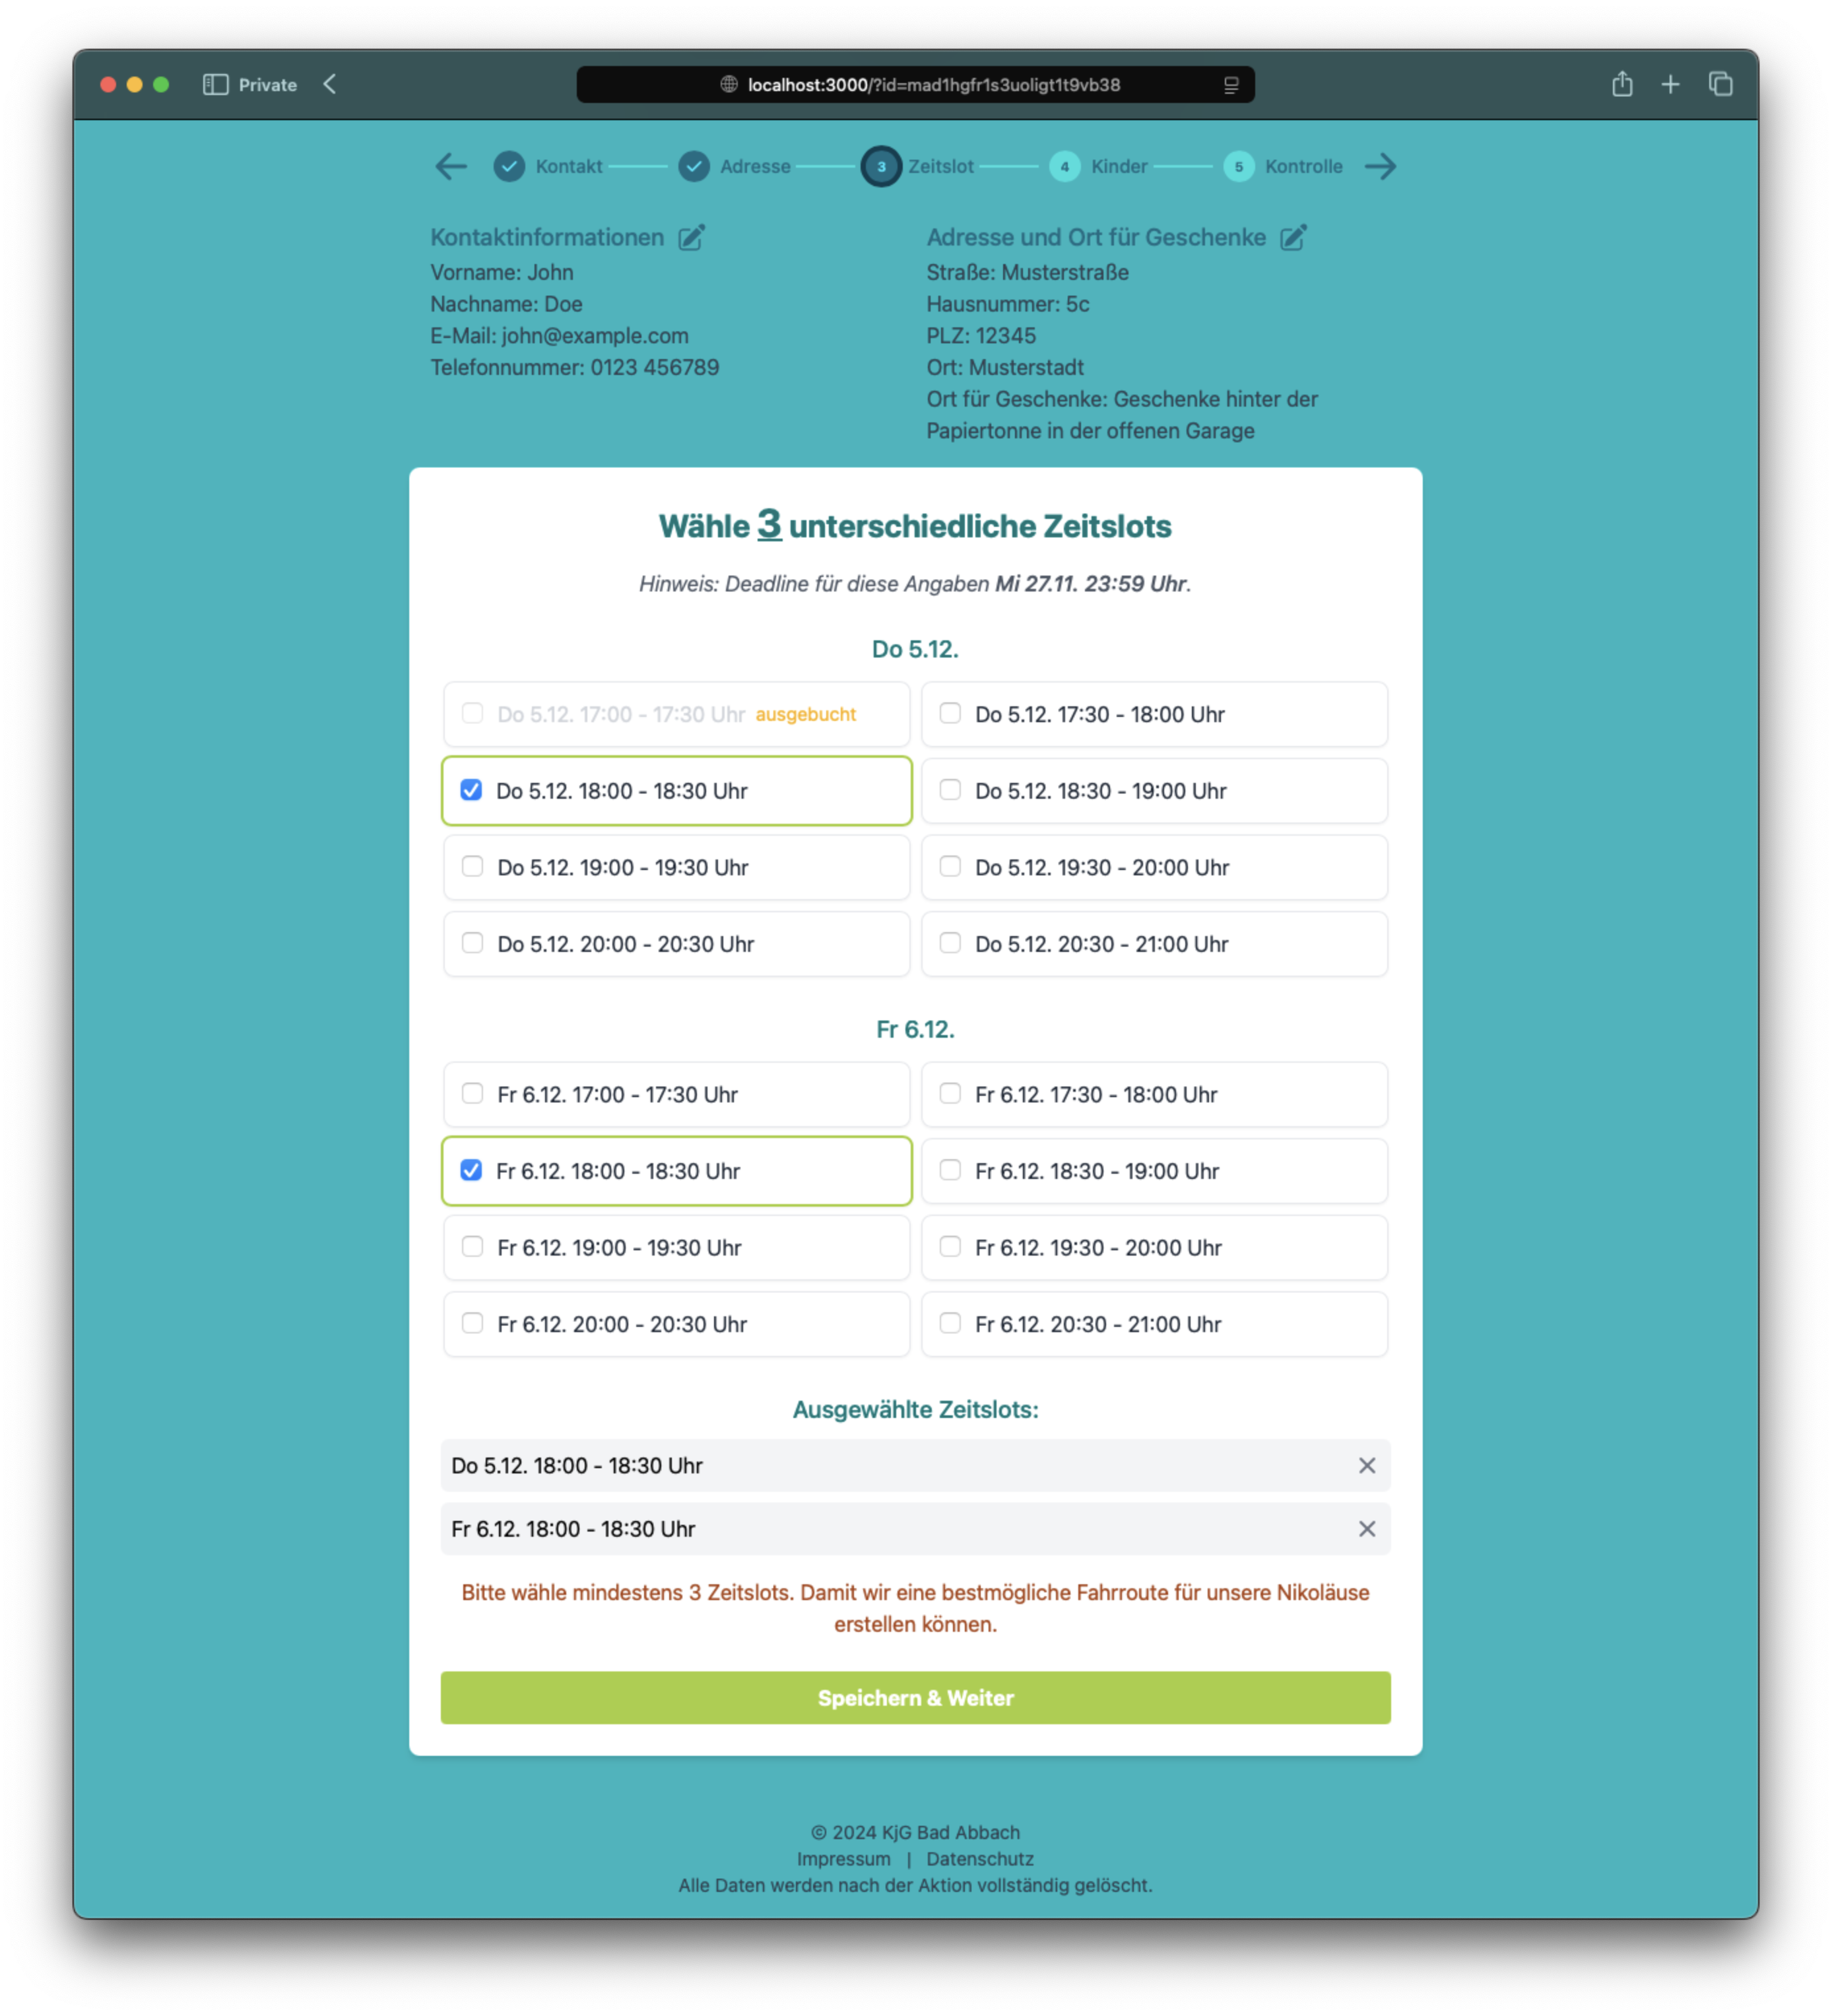 Private
localhost:3000/?id=mad1hgfr1s3uoligt1t9vb38
Kontakt Adresse 3 Zeitslot 4 Kinder 5 Kontrolle
Kontaktinformationen
Vorname: John
Nachname: Doe
E-Mail: john@example.com
Telefonnummer: 0123 456789
Adresse und Ort für Geschenke
Straße: Musterstraße
Hausnummer: 5c
PLZ: 12345
Ort: Musterstadt
Ort für Geschenke: Geschenke hinter der
Papiertonne in der offenen Garage
Wähle 3 unterschiedliche Zeitslots
Hinweis: Deadline für diese Angaben Mi 27.11. 23:59 Uhr.
Do 5.12.
Do 5.12. 17:00 - 17:30 Uhr ausgebucht
Do 5.12. 17:30 - 18:00 Uhr
Do 5.12. 18:00 - 18:30 Uhr
Do 5.12. 18:30 - 19:00 Uhr
Do 5.12. 19:00 - 19:30 Uhr
Do 5.12. 19:30 - 20:00 Uhr
Do 5.12. 20:00 - 20:30 Uhr
Do 5.12. 20:30 - 21:00 Uhr
Fr 6.12.
Fr 6.12. 17:00 - 17:30 Uhr
Fr 6.12. 17:30 - 18:00 Uhr
Fr 6.12. 18:00 - 18:30 Uhr
Fr 6.12. 18:30 - 19:00 Uhr
Fr 6.12. 19:00 - 19:30 Uhr
Fr 6.12. 19:30 - 20:00 Uhr
Fr 6.12. 20:00 - 20:30 Uhr
Fr 6.12. 20:30 - 21:00 Uhr
Ausgewählte Zeitslots:
Do 5.12. 18:00 - 18:30 Uhr
Fr 6.12. 18:00 - 18:30 Uhr
Bitte wähle mindestens 3 Zeitslots. Damit wir eine bestmögliche Fahrroute für unsere Nikoläuse
erstellen können.
Speichern & Weiter
© 2024 KjG Bad Abbach
Impressum | Datenschutz
Alle Daten werden nach der Aktion vollständig gelöscht.